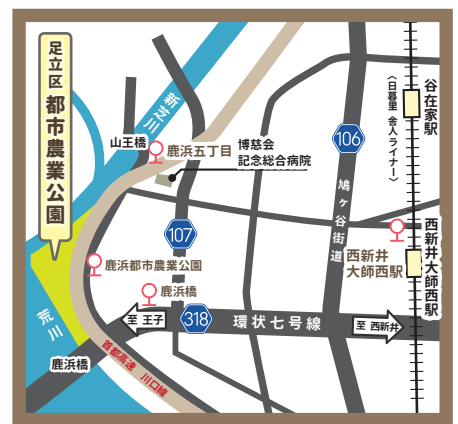 足立区 都市農業公園
新芝川
山王橋
鹿浜五丁目
博慈会
記念総合病院
106
谷在家駅
〈日暮里 舎人ライナー〉
鳩ヶ谷街道
107
西新井
大師西駅
西新井大師西駅
鹿浜都市農業公園
鹿浜橋
荒川
至 王子
318
環状七号線
至 西新井
首都高速 川口線
鹿浜橋